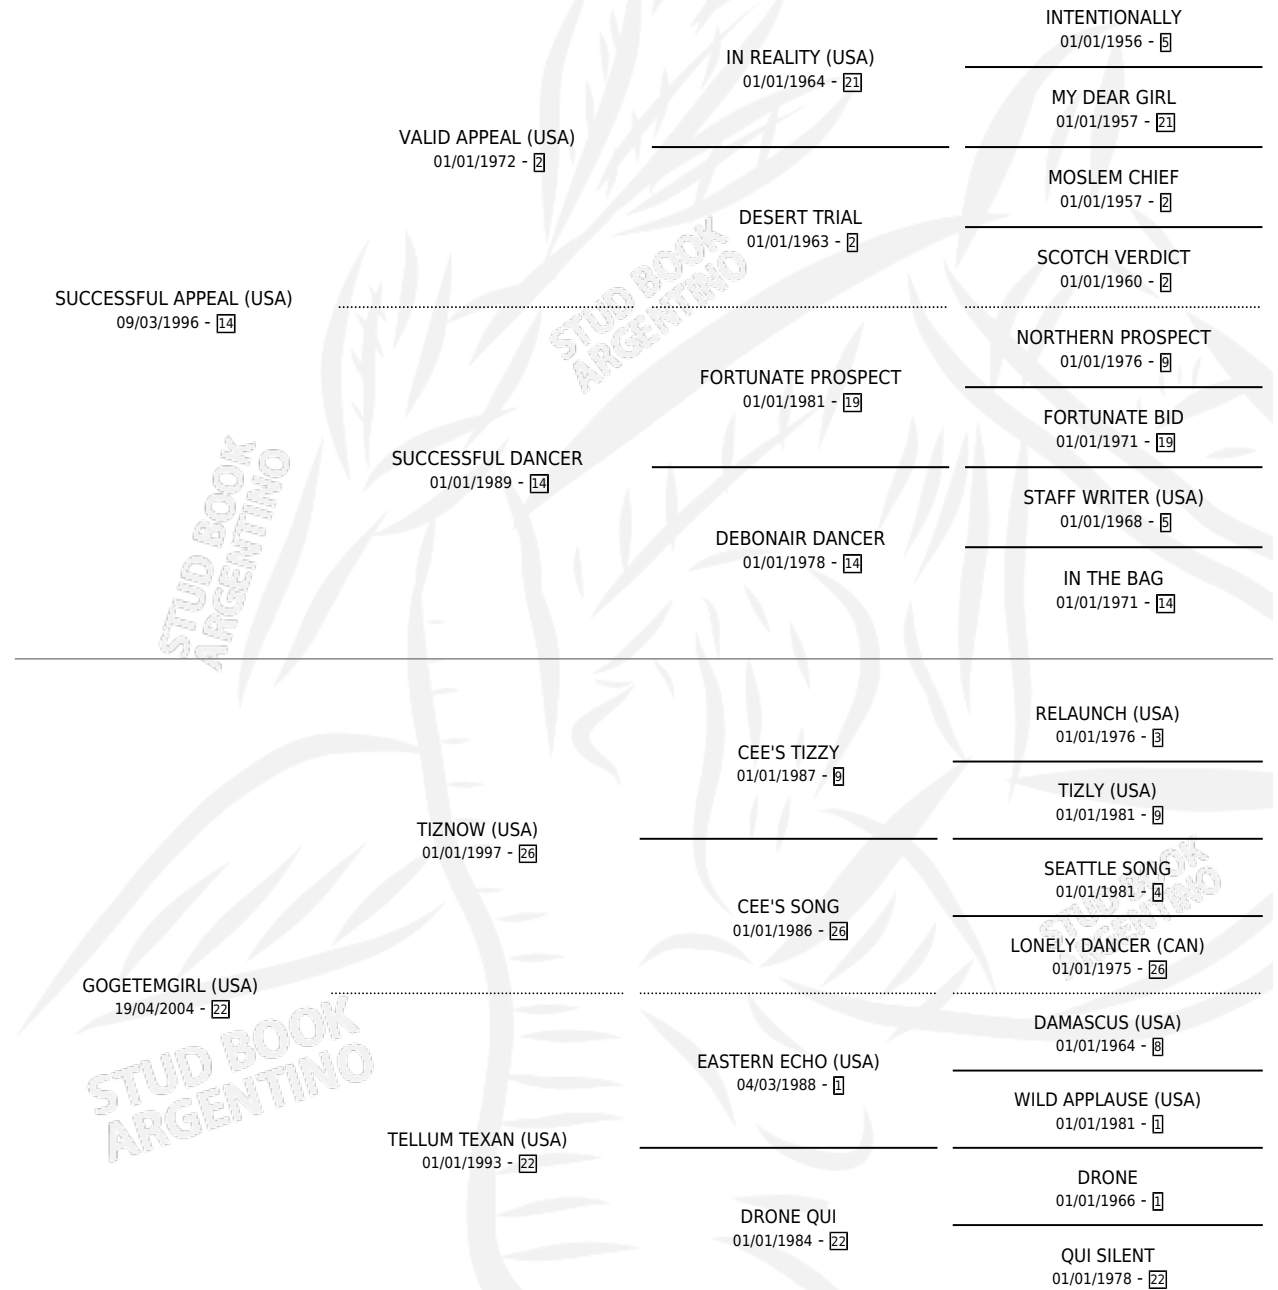 INTENTIONALLY
01/01/1956 - 5
IN REALITY (USA)
01/01/1964 - 21
MY DEAR GIRL
01/01/1957 - 21
VALID APPEAL (USA)
01/01/1972 - 2
MOSLEM CHIEF
01/01/1957 - 2
DESERT TRIAL
01/01/1963 - 2
SCOTCH VERDICT
01/01/1960 - 2
SUCCESSFUL APPEAL (USA)
09/03/1996 - 14
STUD BOOK
ARGENTINO
NORTHERN PROSPECT
01/01/1976 - 9
FORTUNATE PROSPECT
01/01/1981 - 19
FORTUNATE BID
01/01/1971 - 19
SUCCESSFUL DANCER
01/01/1989 - 14
STAFF WRITER (USA)
01/01/1968 - 5
DEBONAIR DANCER
01/01/1978 - 14
IN THE BAG
01/01/1971 - 14
STUD BOOK
ARGENTINO
RELAUNCH (USA)
01/01/1976 - 3
CEE'S TIZZY
01/01/1987 - 9
TIZLY (USA)
01/01/1981 - 9
TIZNOW (USA)
01/01/1997 - 26
SEATTLE SONG
01/01/1981 - 4
CEE'S SONG
01/01/1986 - 26
LONELY DANCER (CAN)
01/01/1975 - 26
STUD BOOK
ARGENTINO
GOGETEMGIRL (USA)
19/04/2004 - 22
DAMASCUS (USA)
01/01/1964 - 8
EASTERN ECHO (USA)
04/03/1988 - 1
WILD APPLAUSE (USA)
01/01/1981 - 1
STUD BOOK
ARGENTINO
TELLUM TEXAN (USA)
01/01/1993 - 22
DRONE
01/01/1966 - 1
DRONE QUI
01/01/1984 - 22
QUI SILENT
01/01/1978 - 22